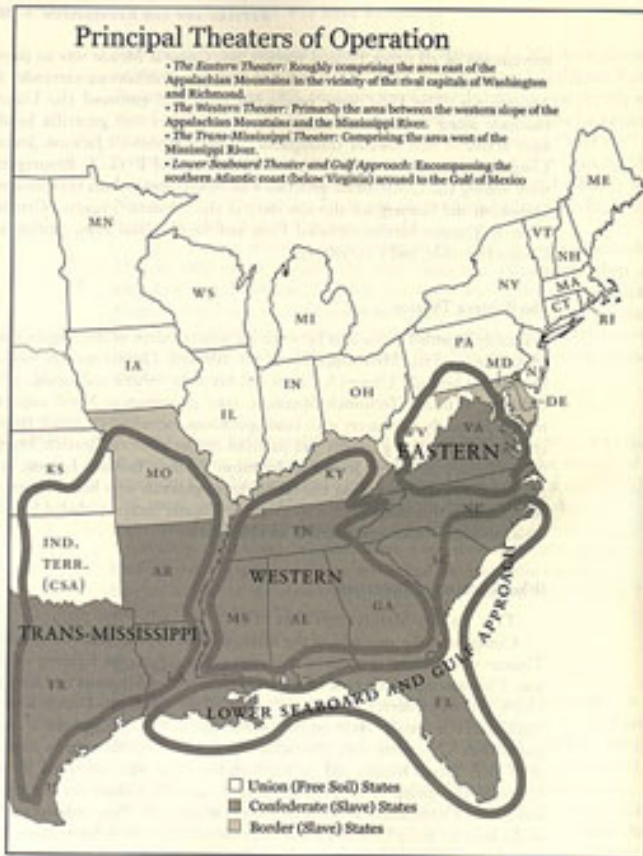 Principal Theaters of Operation
• The Eastern Theater: Roughly comprising the area east of the
Appalachian Mountains in the vicinity of the rival capitals of Washington
and Richmond.
• The Western Theater: Primarily the area between the western slope of the
Appalachian Mountains and the Mississippi River.
• The Trans-Mississippi Theater: Comprising the area west of the
Mississippi River.
• Lower Seaboard Theater and Gulf Approach: Encompassing the
southern Atlantic coast (below Virginia) around to the Gulf of Mexico
ME
MN
VT
NH
WS
NY
MA
MI
CT
RI
PA
IA
MD
NJ
IN
OH
IL
DE
WV
VA
EASTERN
KS
MO
KY
NC
IND.
TERR.
(CSA)
TN
AR
WESTERN
SC
MS
AL
GA
TRANS-MISSISSIPPI
LA
TX
LOWER SEABOARD AND GULF APPROACH
FL
Union (Free Soil) States
Confederate (Slave) States
Border (Slave) States